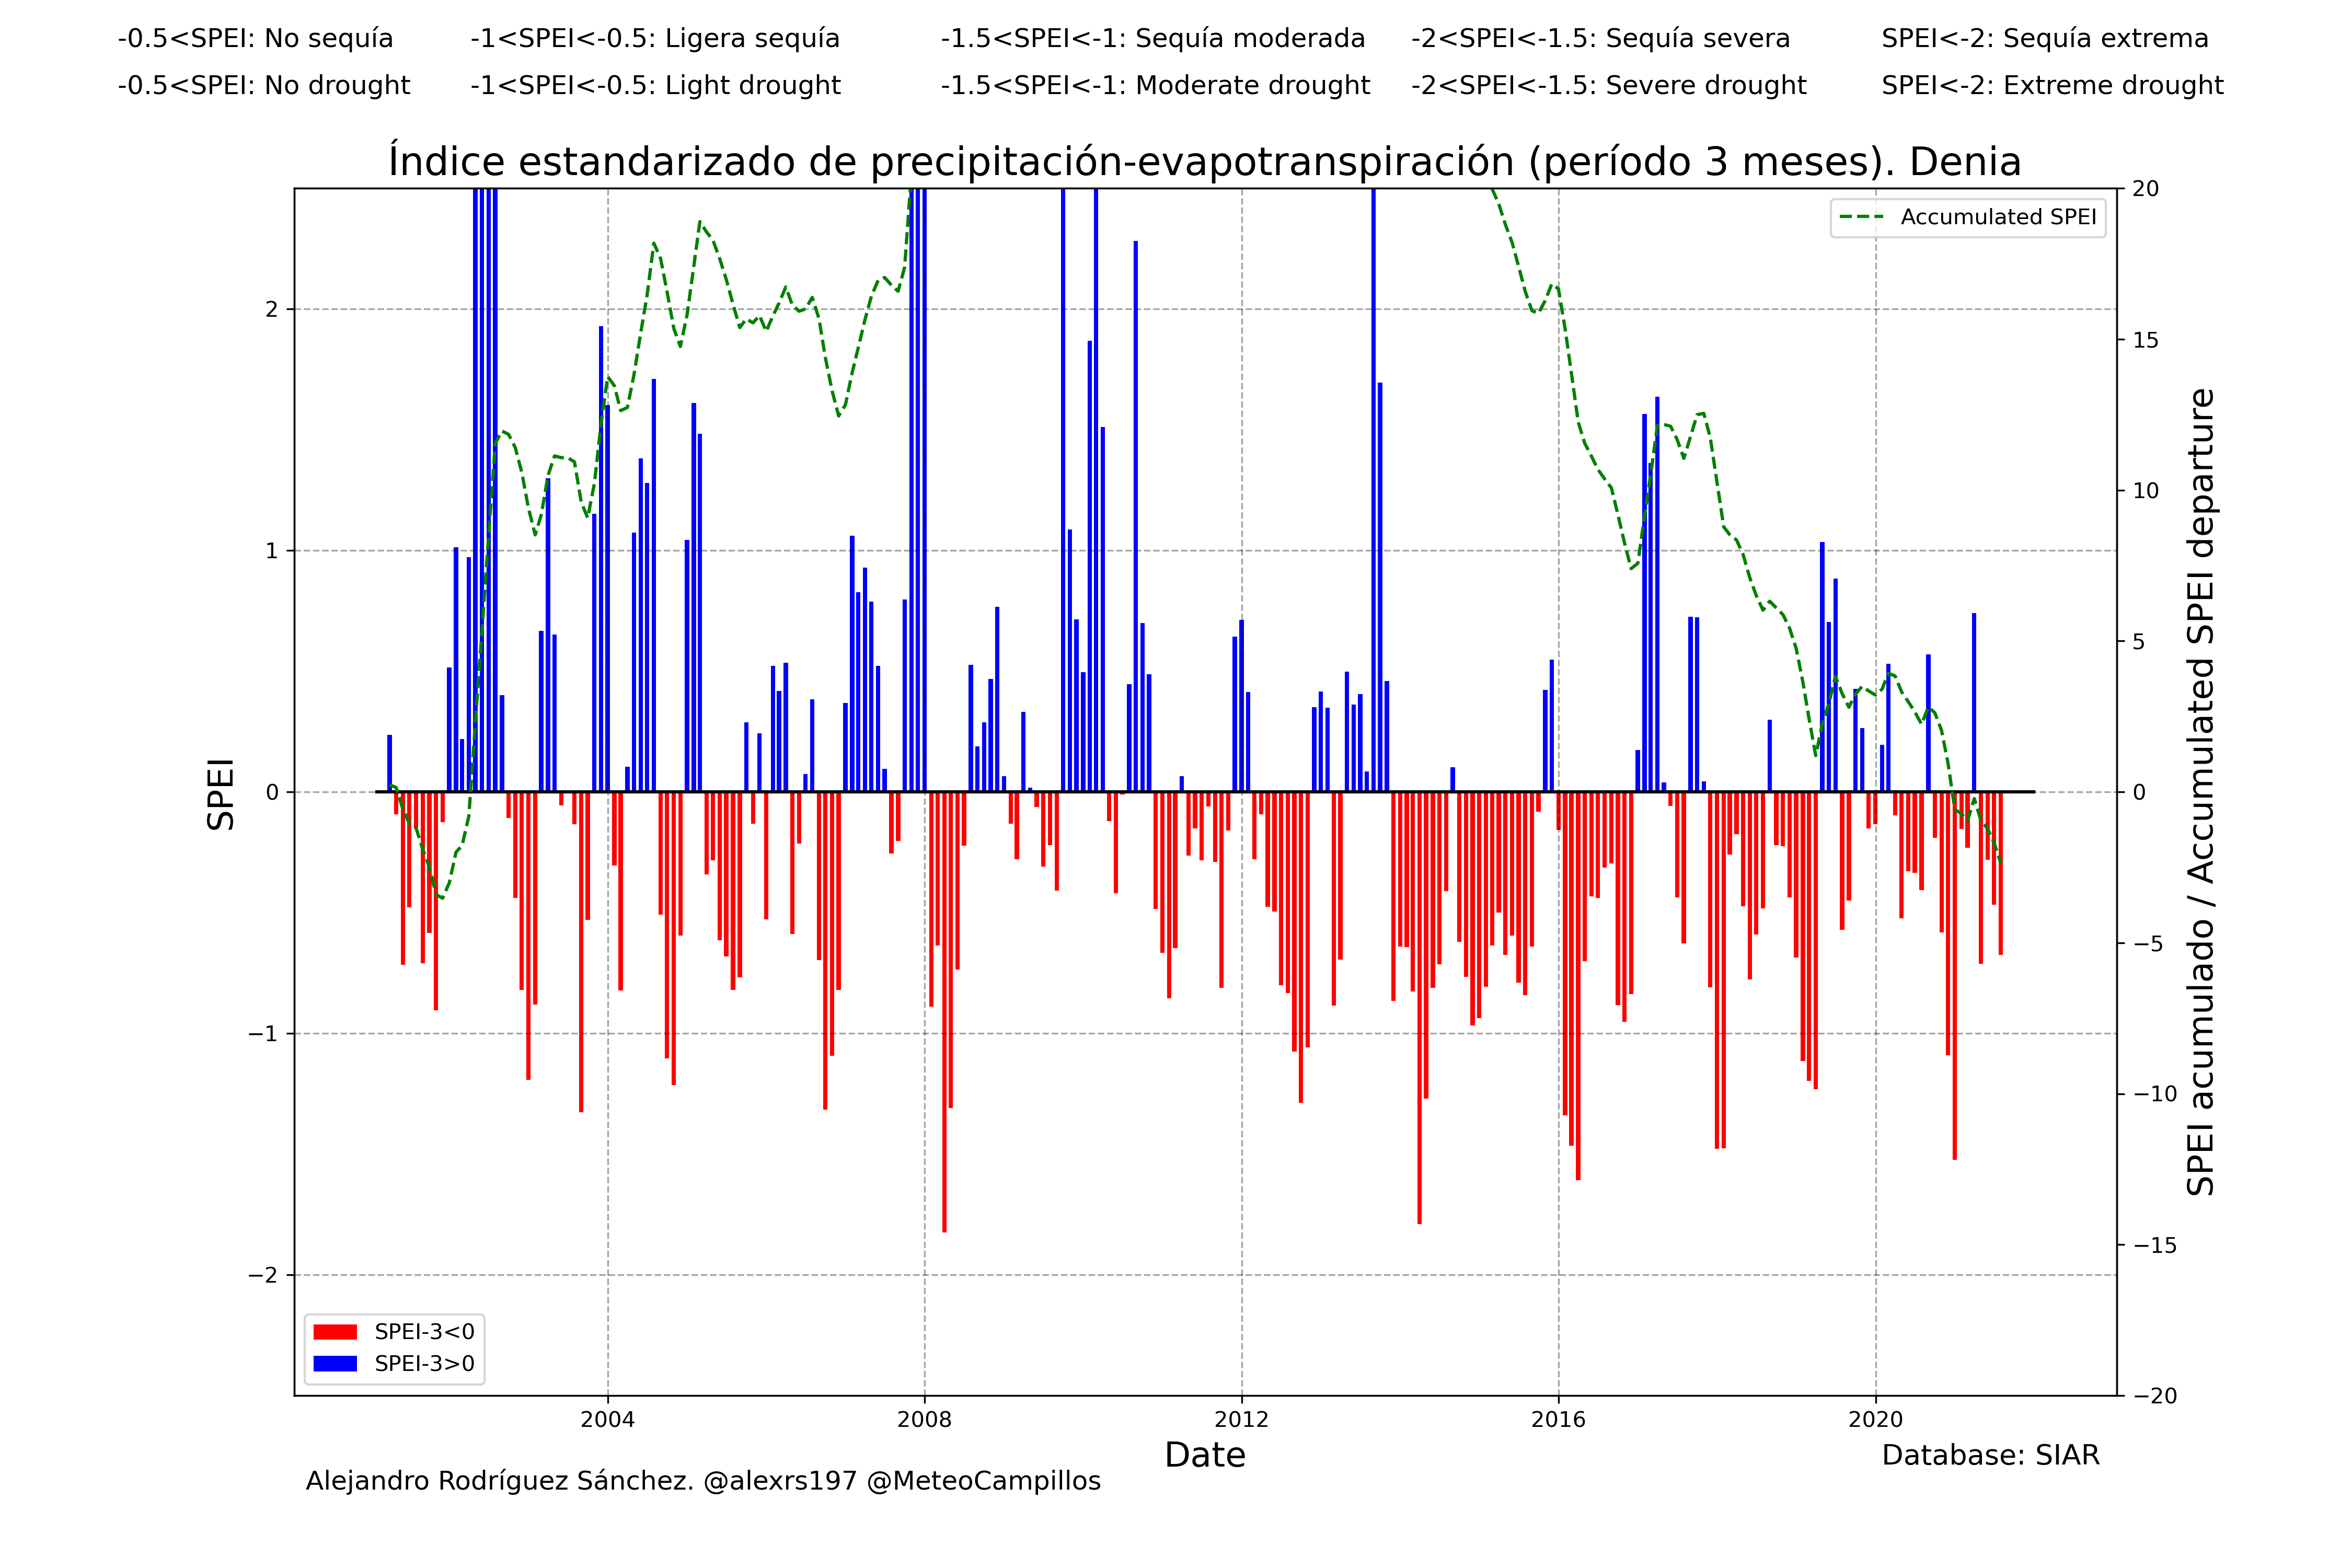 -0.5<SPEI: No sequía -1<SPEI<-0.5: Ligera sequía -1.5<SPEI<-1: Sequía moderada -2<SPEI<-1.5: Sequía severa SPEI<-2: Sequía extrema
-0.5<SPEI: No drought -1<SPEI<-0.5: Light drought -1.5<SPEI<-1: Moderate drought -2<SPEI<-1.5: Severe drought SPEI<-2: Extreme drought
Índice estandarizado de precipitación-evapotranspiración (período 3 meses). Denia
Accumulated SPEI
SPEI
2
1
0
−1
−2
20
15
10
5
0
−5
−10
−15
−20
SPEI acumulado / Accumulated SPEI departure
SPEI-3<0
SPEI-3>0
2004 2008 2012 2016 2020
Date
Database: SIAR
Alejandro Rodríguez Sánchez. @alexrs197 @MeteoCampillos